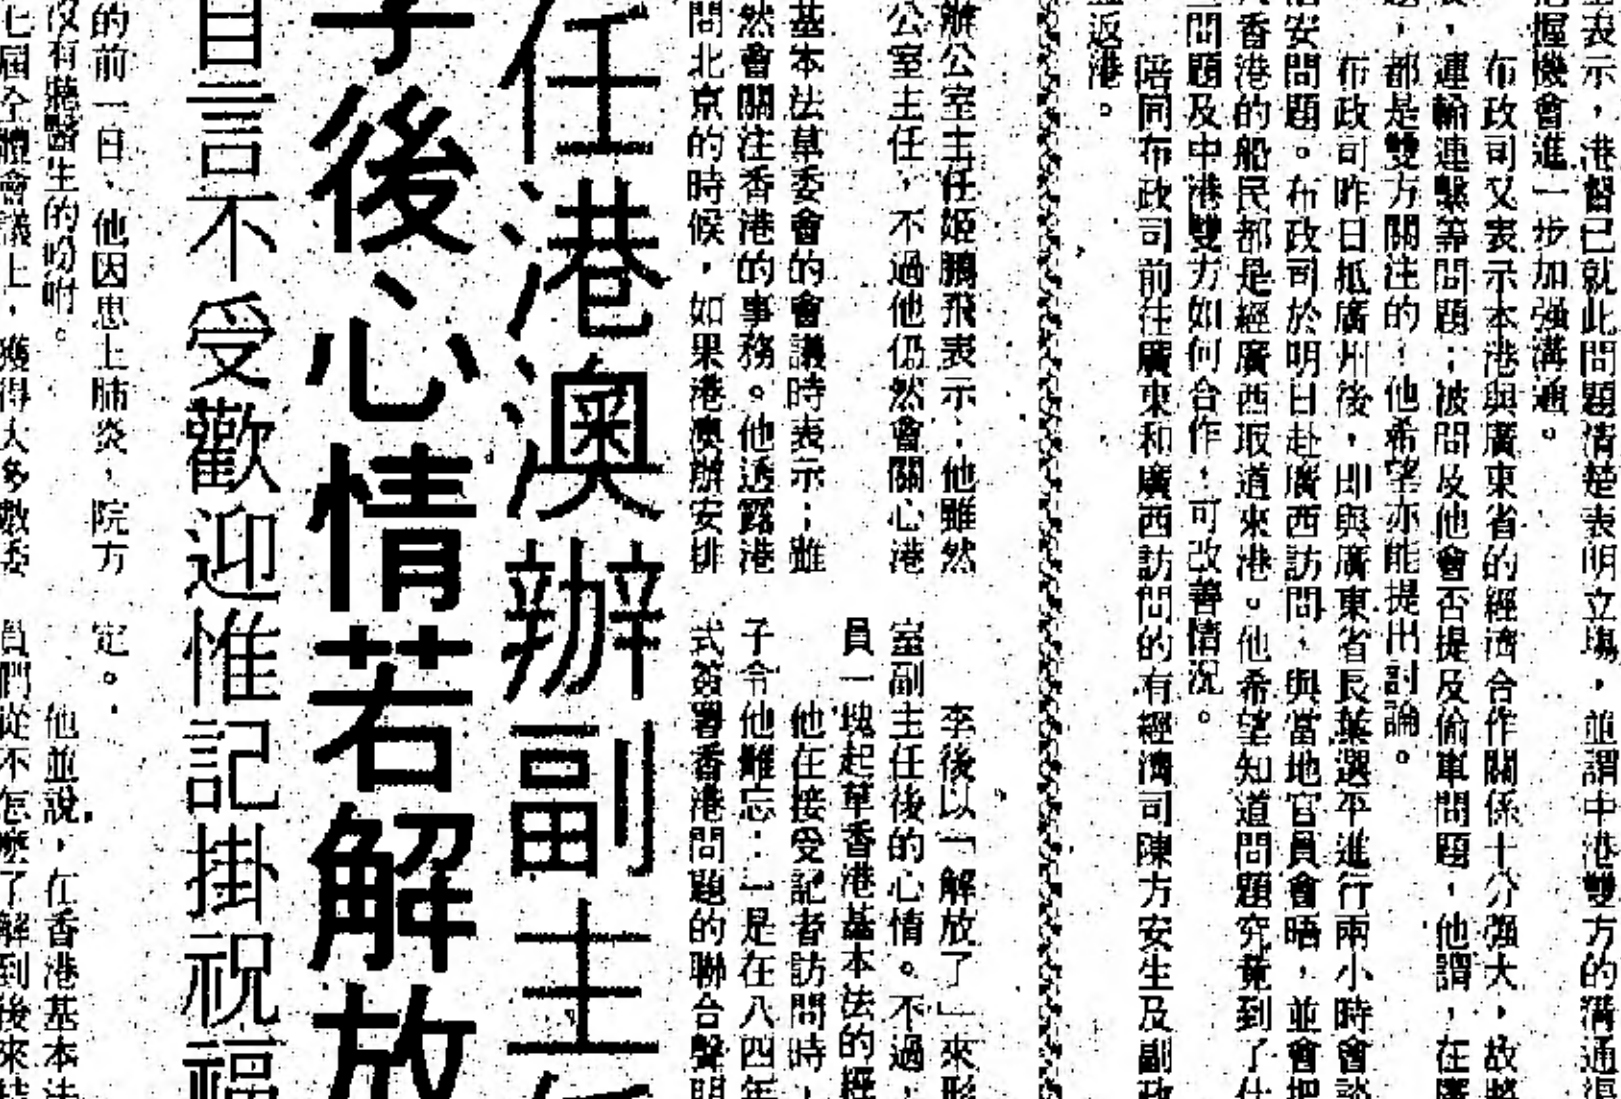 表示，港督已就此問題清楚表明立場，並謂中港雙方的溝通渠
握機會進一步加强溝通。
布政司又表示本港與廣東省的經濟合作關係十分強大，故將
，運輸連繫等問題；被問及他會否提及偷車問題，他謂，在廣
，都是雙方關注的；他希望亦能提出討論。
布政司昨日抵廣州後，即與廣東省長葉選平進行兩小時會談
安問題。布政司於明日赴廣西訪問，與當地官員會晤，並會把
香港的船民都是經廣西取道來港。他希望知道問題究竟到了什
問題及中港雙方如何合作，可改善情況。
陪同布政司前往廣東和廣西訪問的有經濟司陳方安生及副政
返港。
任港澳辦副主任
後心情若解放
自言不受歡迎惟記掛祝福
辦公室主任姬鵬飛表示：他雖然
公室主任，不過他仍然會關心港
基本法草委會的會議時表示：雖
然會關注香港的事務。他透露港
問北京的時候，如果港澳辦安排
李後以「解放了」來形
室副主任後的心情。不過，
員一塊起草香港基本法的經
他在接受記者訪問時，
子令他難忘：一是在八四年
式簽署香港問題的聯合聲明
的前一日，他因患上肺炎，院方
沒有聽醫生的吩咐。
七屆全體會議上，獲得大多數委
定。
他並說，在香港基本法
員們從不怎麼了解到後來